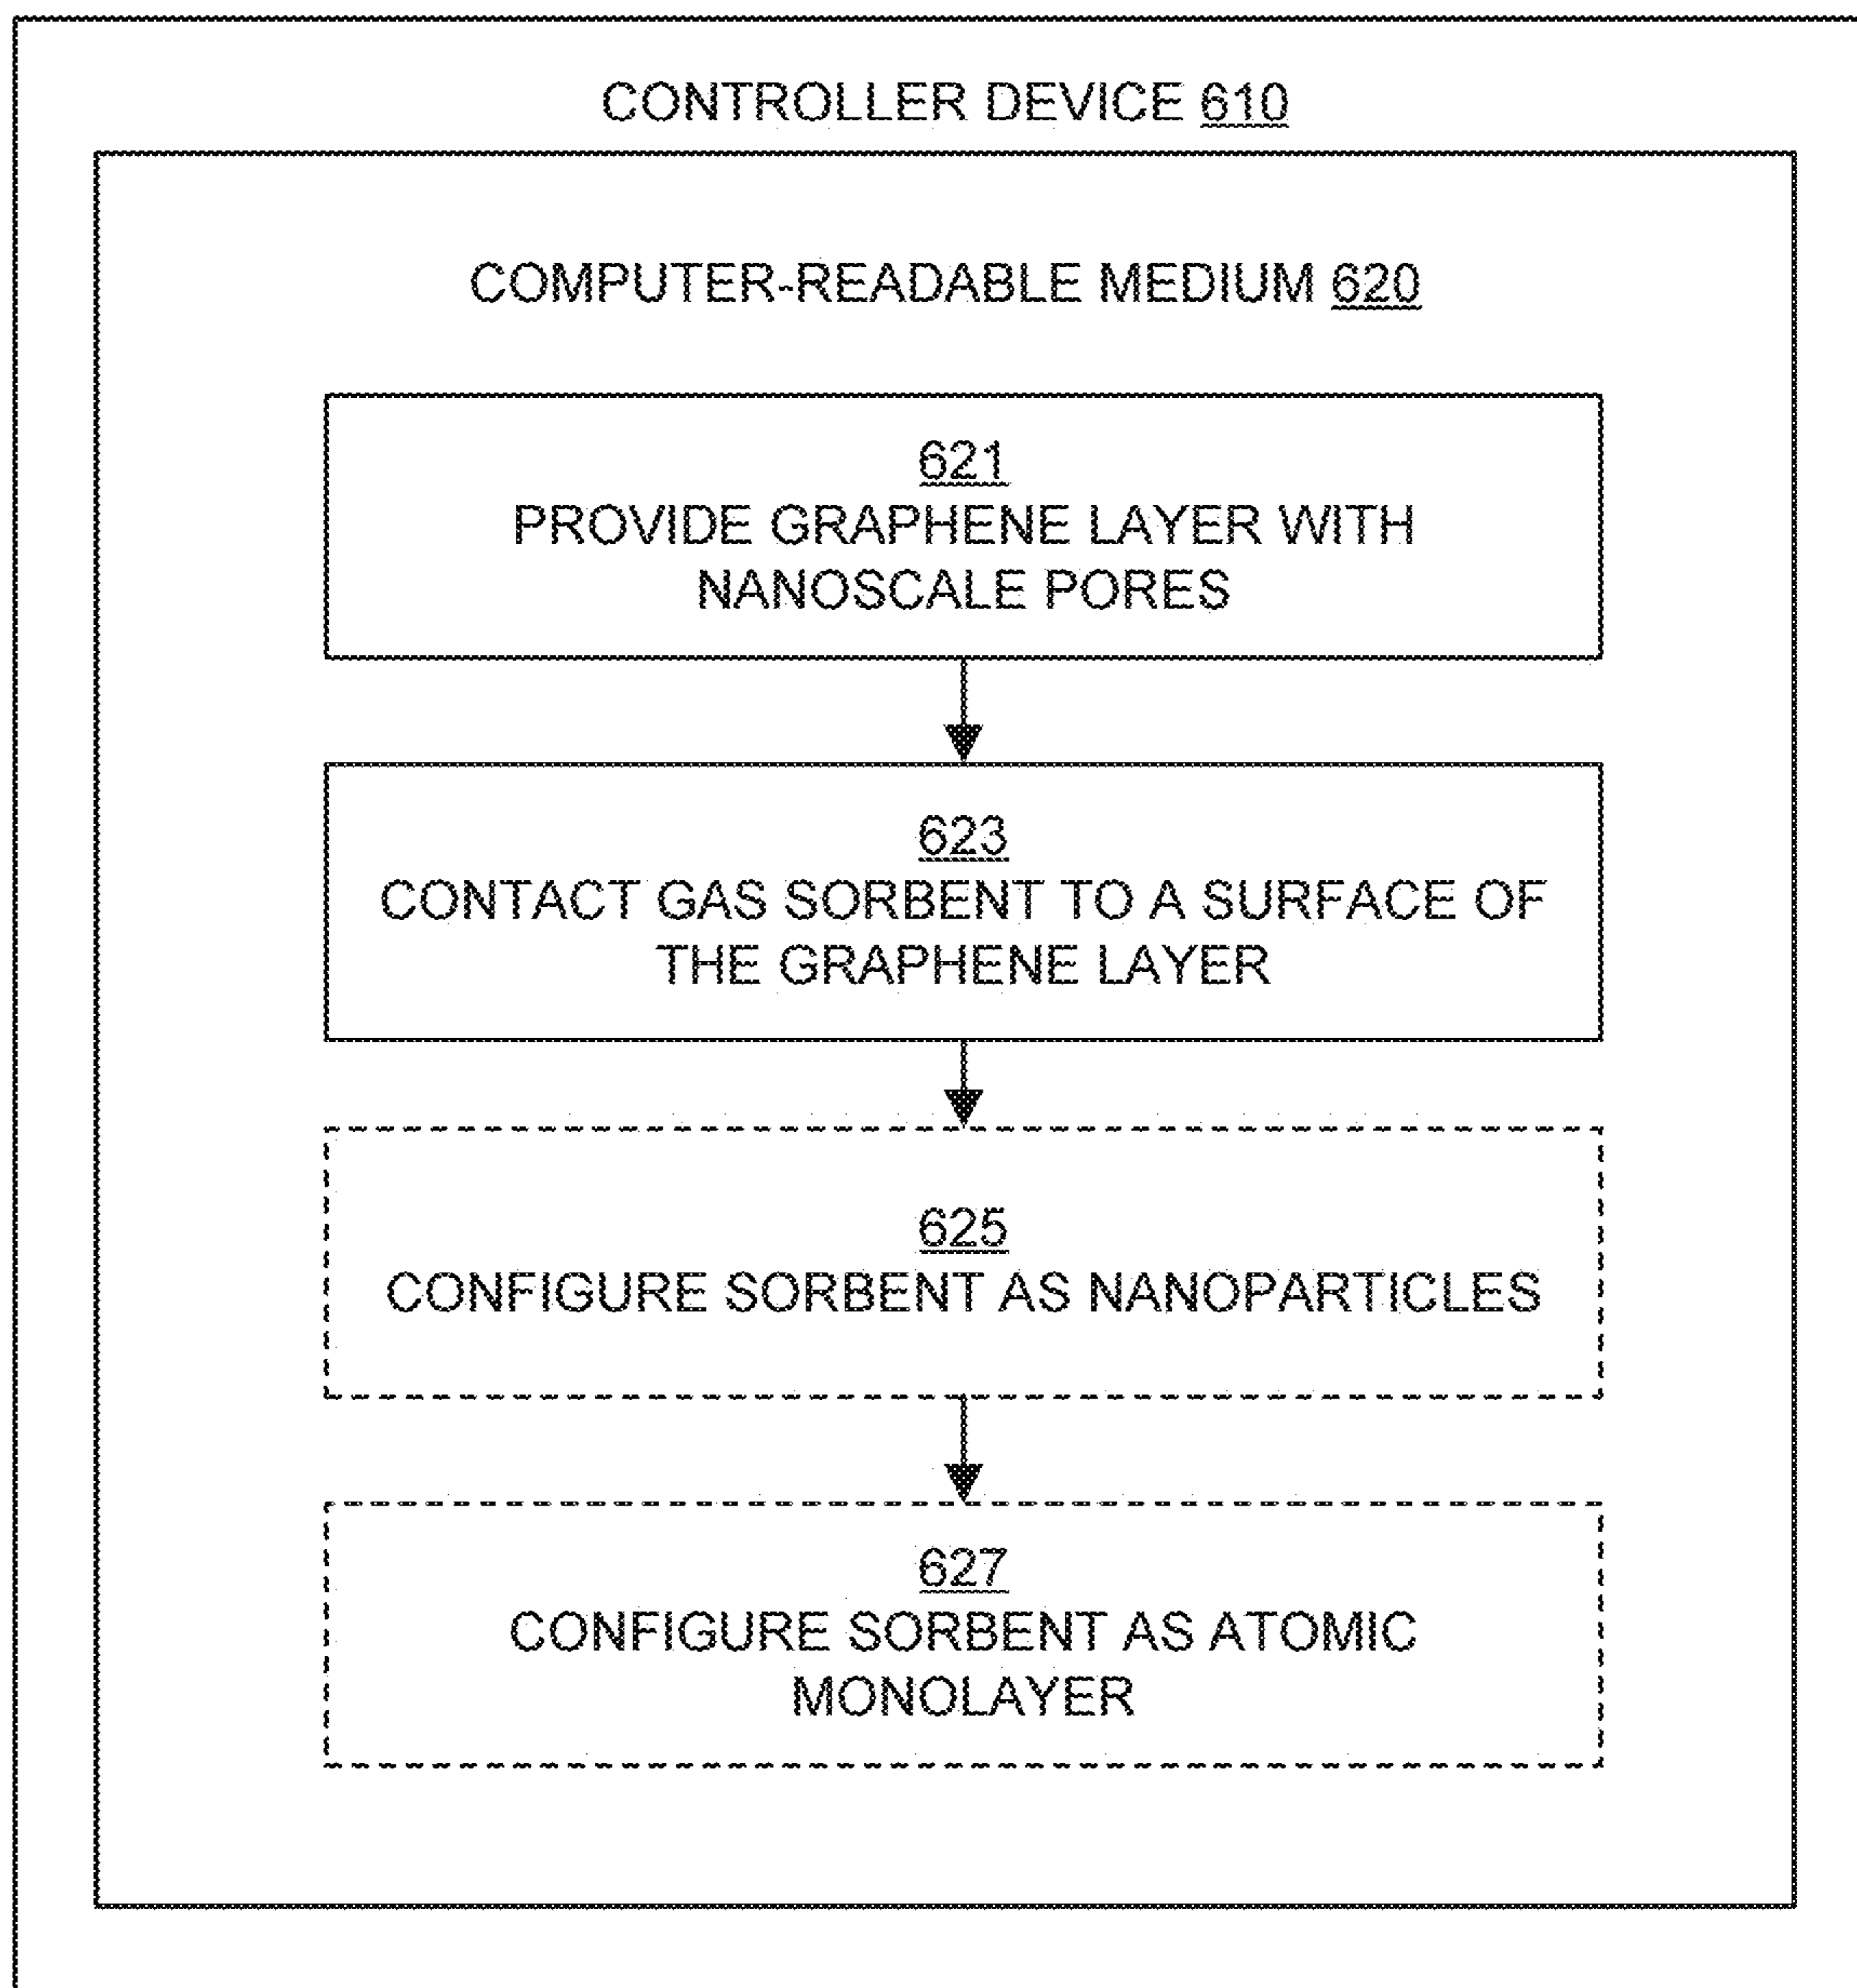 CONTROLLER DEVICE 610
COMPUTER-READABLE MEDIUM 620
621
PROVIDE GRAPHENE LAYER WITH
NANOSCALE PORES
623
CONTACT GAS SORBENT TO A SURFACE OF
THE GRAPHENE LAYER
625
CONFIGURE SORBENT AS NANOPARTICLES
627
CONFIGURE SORBENT AS ATOMIC
MONOLAYER